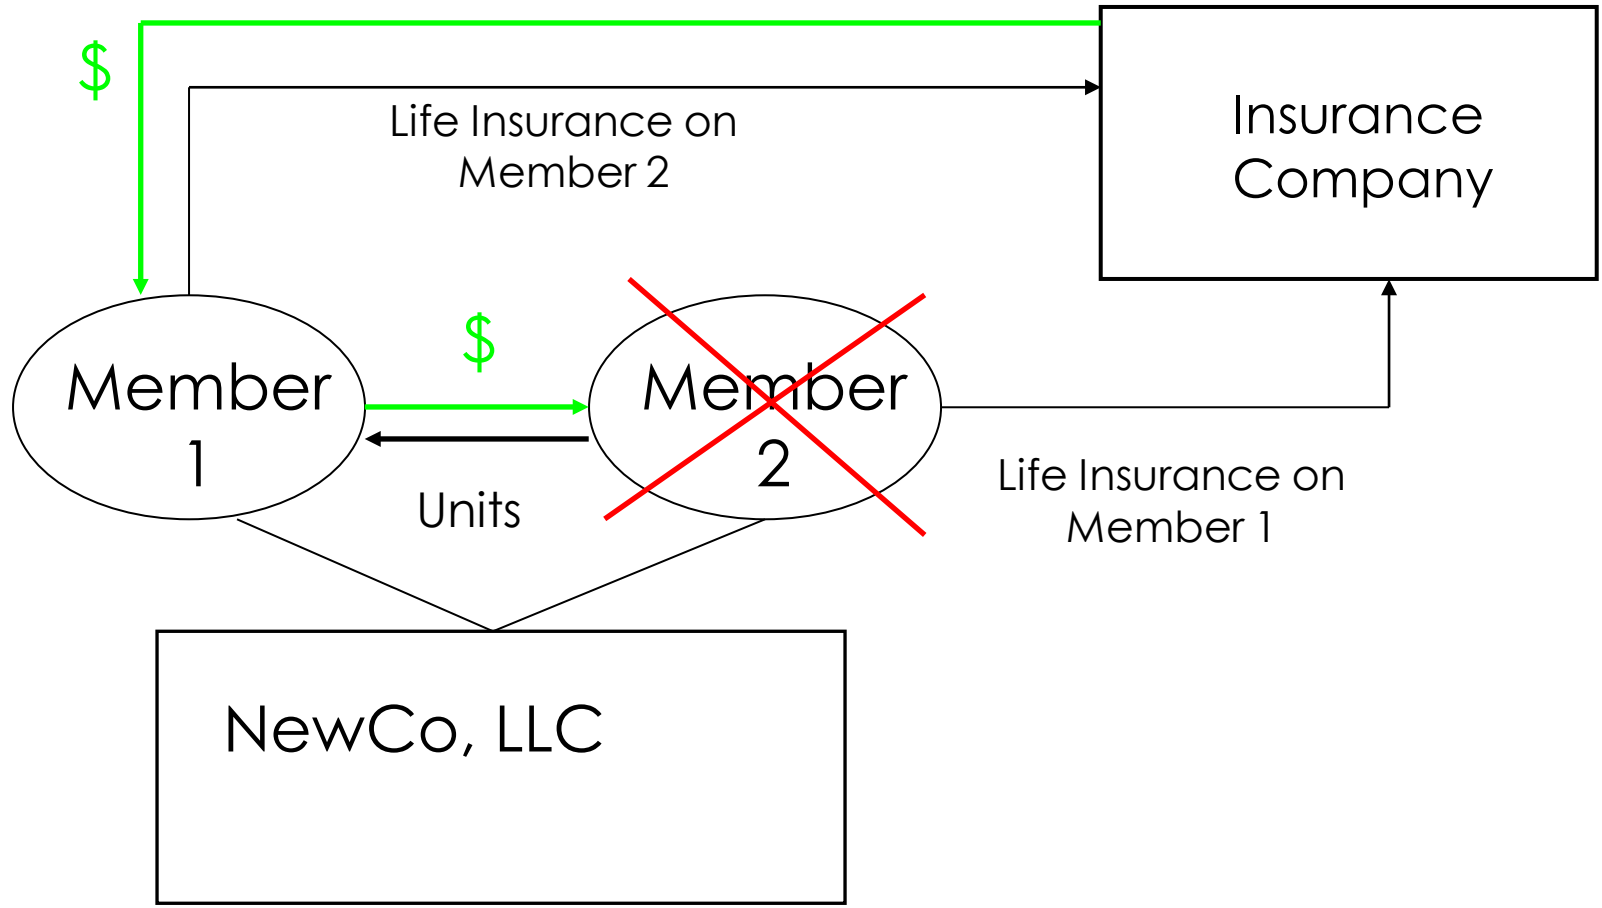 $
Life Insurance on
Member 2
Insurance
Company
$
Member
1
Member
2
Units
Life Insurance on
Member 1
NewCo, LLC